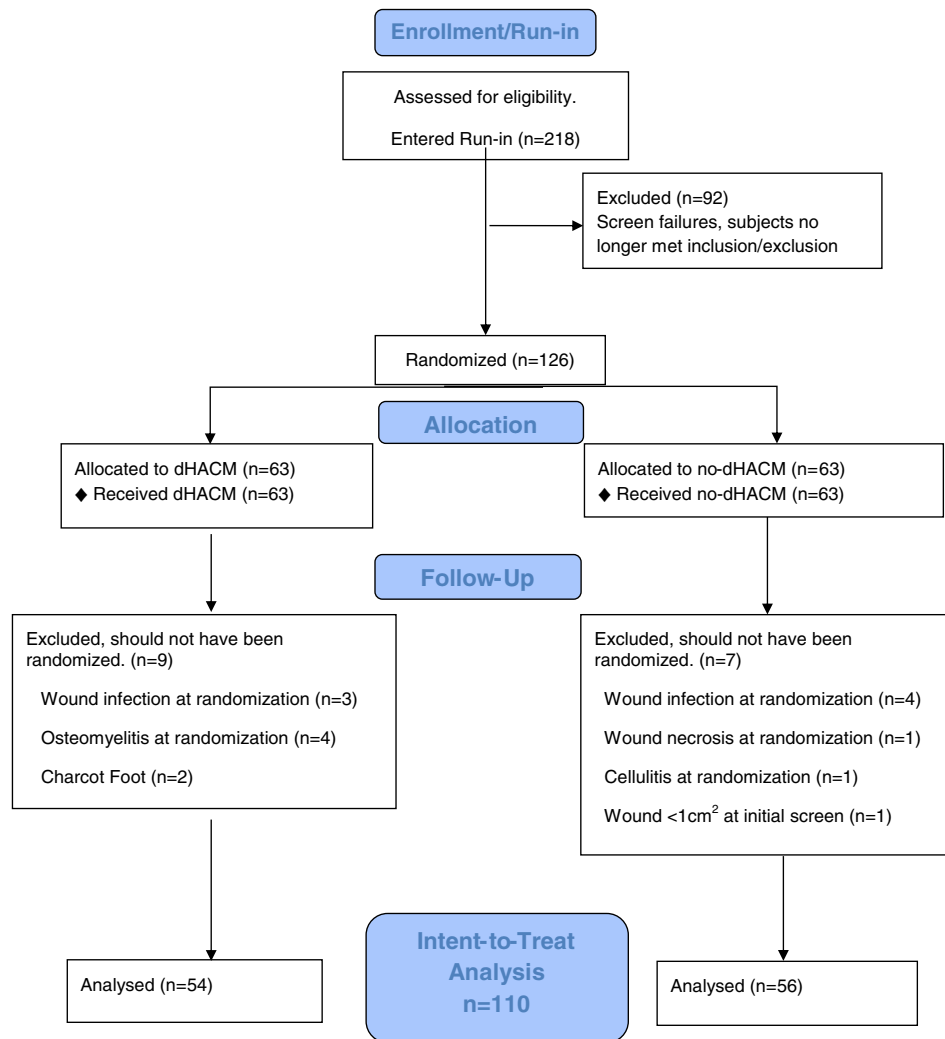 Enrollment/Run-in
Assessed for eligibility.
Entered Run-in (n=218)
Excluded (n=92)
Screen failures, subjects no
longer met inclusion/exclusion
Randomized (n=126)
Allocation
Allocated to dHACM (n=63)
♦ Received dHACM (n=63)
Allocated to no-dHACM (n=63)
♦ Received no-dHACM (n=63)
Follow-Up
Excluded, should not have been
randomized. (n=9)
Wound infection at randomization (n=3)
Osteomyelitis at randomization (n=4)
Charcot Foot (n=2)
Excluded, should not have been
randomized. (n=7)
Wound infection at randomization (n=4)
Wound necrosis at randomization (n=1)
Cellulitis at randomization (n=1)
Wound <1cm² at initial screen (n=1)
Intent-to-Treat
Analysis
n=110
Analysed (n=54)
Analysed (n=56)